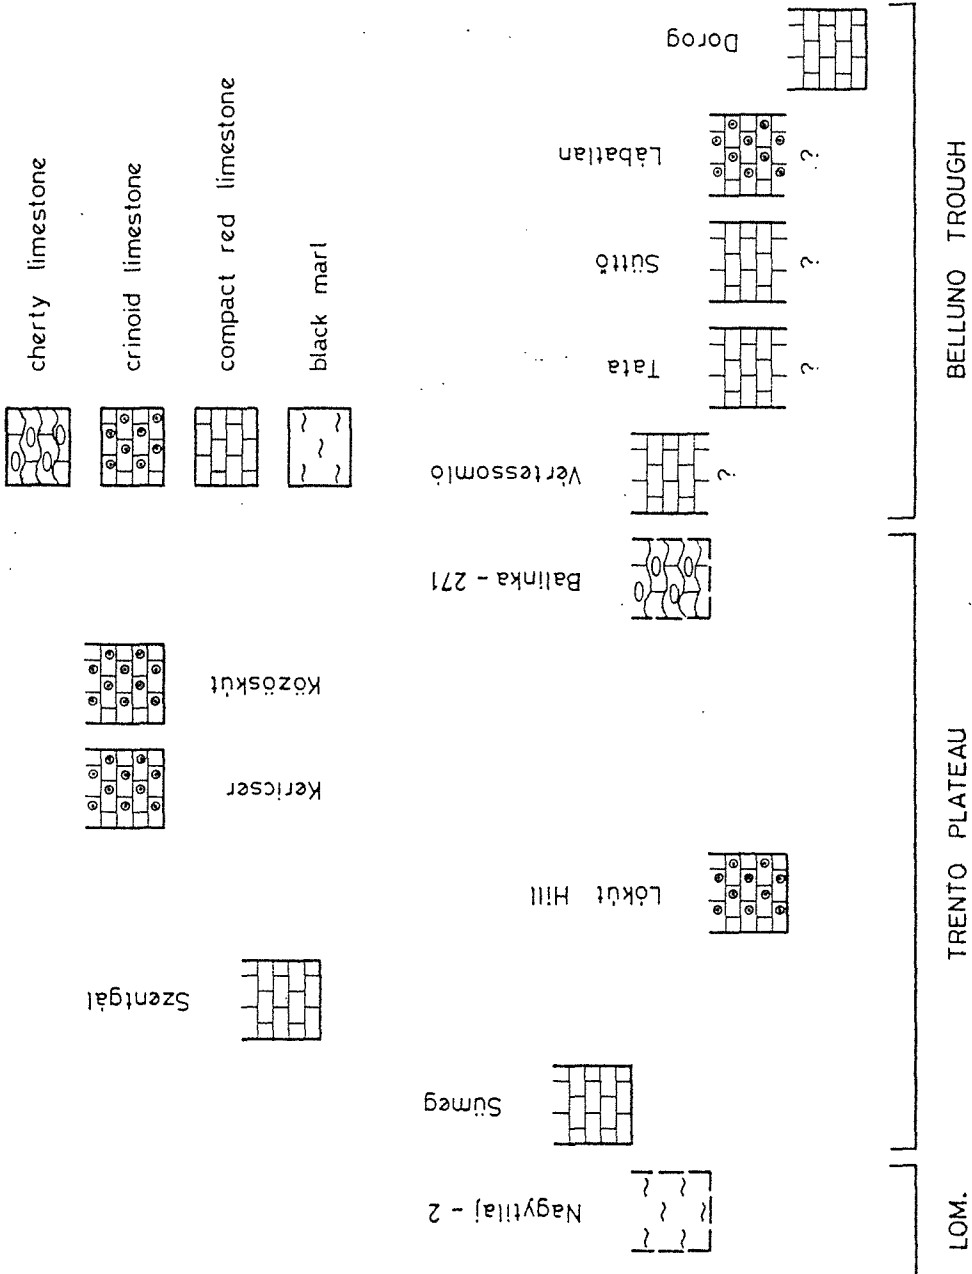 cherty limestone
crinoid limestone
compact red limestone
black marl
Dorog
Lábatlan
?
Süttő
?
Tata
?
Vértessomló
?
Balinka - 271
Közöskút
Kericser
Lókút Hill
Szentgál
Sümeg
Nagytilaj - 2
BELLUNO TROUGH
TRENTO PLATEAU
LOM.